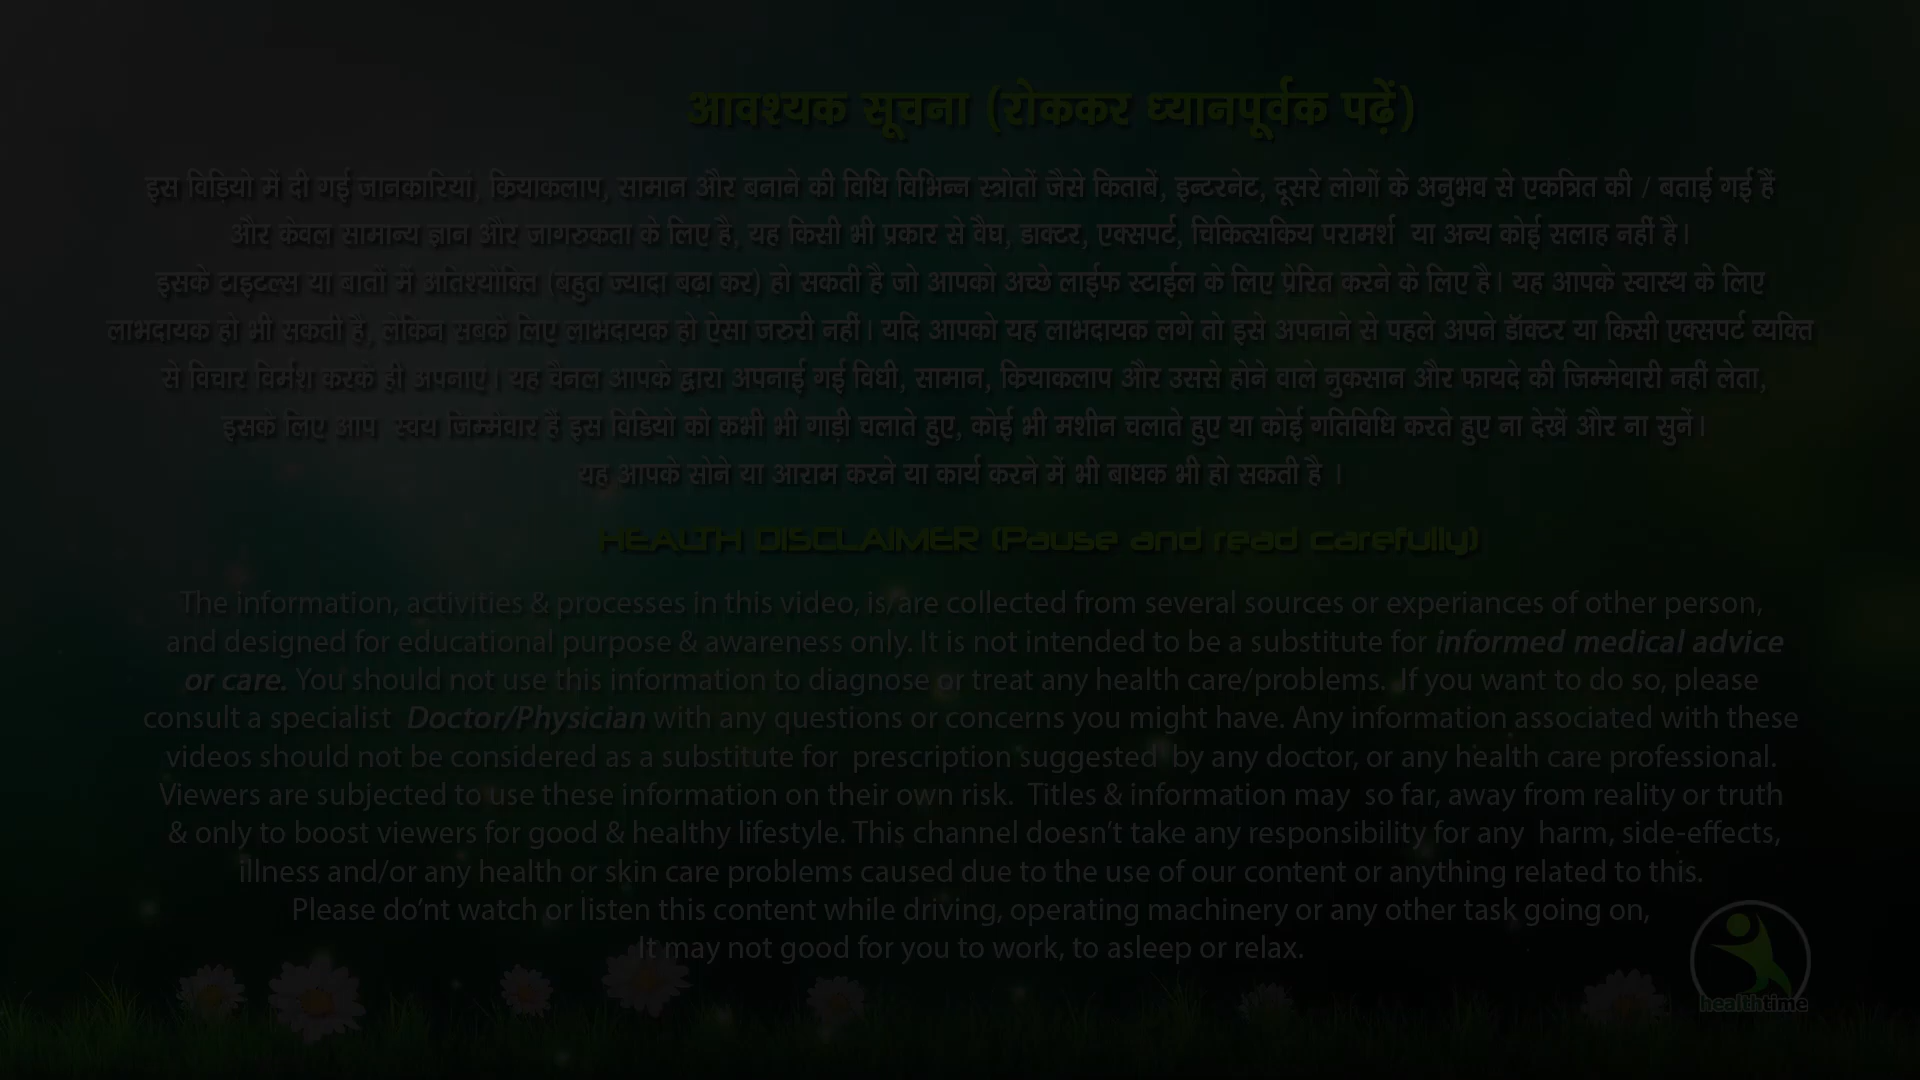 आवश्यक सूचना (रोककर ध्यानपूर्वक पढ़ें)
इस विडियो में दी गई जानकारियां, क्रियाकलाप, सामान और बनाने की विधि विभिन्न स्त्रोतों जैसे किताबें, इन्टरनेट, दूसरे लोगों के अनुभव से एकत्रित की / बताई गई हैं
और केवल सामान्य ज्ञान और जागरुकता के लिए है, यह किसी भी प्रकार से वैघ, डाक्टर, एक्सपर्ट, चिकित्सकिय परामर्श या अन्य कोई सलाह नहीं है।
इसके टाइटल्स या बातों में अतिश्योक्ति (बहुत ज्यादा बढ़ा कर) हो सकती है जो आपको अच्छे लाईफ स्टाईल के लिए प्रेरित करने के लिए है। यह आपके स्वास्थ के लिए
लाभदायक हो भी सकती है, लेकिन सबके लिए लाभदायक हो ऐसा जरुरी नहीं। यदि आपको यह लाभदायक लगे तो इसे अपनाने से पहले अपने डॉक्टर या किसी एक्सपर्ट व्यक्ति
से विचार विर्मश करके ही अपनाएं। यह चैनल आपके द्वारा अपनाई गई विधी, सामान, क्रियाकलाप और उससे होने वाले नुकसान और फायदे की जिम्मेवारी नहीं लेता,
इसके लिए आप स्वयं जिम्मेवार हैं इस विडियो को कभी भी गाड़ी चलाते हुए, कोई भी मशीन चलाते हुए या कोई गतिविधि करते हुए ना देखें और ना सुनें।
यह आपके सोने या आराम करने या कार्य करने में भी बाधक भी हो सकती है ।
HEALTH DISCLAIMER (Pause and read carefully)
The information, activities & processes in this video, is/are collected from several sources or experiances of other person,
and designed for educational purpose & awareness only. It is not intended to be a substitute for informed medical advice
or care. You should not use this information to diagnose or treat any health care/problems. If you want to do so, please
consult a specialist Doctor/Physician with any questions or concerns you might have. Any information associated with these
videos should not be considered as a substitute for prescription suggested by any doctor, or any health care professional.
Viewers are subjected to use these information on their own risk. Titles & information may so far, away from reality or truth
& only to boost viewers for good & healthy lifestyle. This channel doesn't take any responsibility for any harm, side-effects,
illness and/or any health or skin care problems caused due to the use of our content or anything related to this.
Please do'nt watch or listen this content while driving, operating machinery or any other task going on,
It may not good for you to work, to asleep or relax.
healthtime